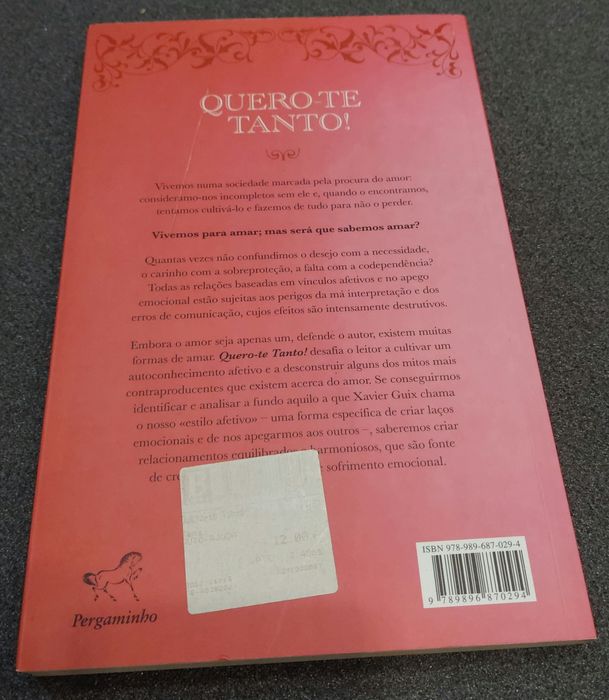 QUERO-TE
TANTO!
Vivemos numa sociedade marcada pela procura do amor:
consideramo-nos incompletos sem ele e, quando o encontramos,
tentamos cultivá-lo e fazemos de tudo para não o perder.
Vivemos para amar; mas será que sabemos amar?
Quantas vezes não confundimos o desejo com a necessidade,
o carinho com a sobreproteção, a falta com a codependência?
Todas as relações baseadas em vínculos afetivos e no apego
emocional estão sujeitas aos perigos da má interpretação e dos
erros de comunicação, cujos efeitos são intensamente destrutivos.
Embora o amor seja apenas um, defende o autor, existem muitas
formas de amar. Quero-te Tanto! desafia o leitor a cultivar um
autoconhecimento afetivo e a desconstruir alguns dos mitos mais
contraproducentes que existem acerca do amor. Se conseguirmos
identificar e analisar a fundo aquilo a que Xavier Guix chama
o nosso «estilo afetivo» – uma forma específica de criar laços
emocionais e de nos apegarmos aos outros –, saberemos criar
relacionamentos equilibrados harmoniosos, que são fonte
de sofrimento emocional.
12.00
ISBN 978-989-687-029-4
9 789896 870294
Pergaminho